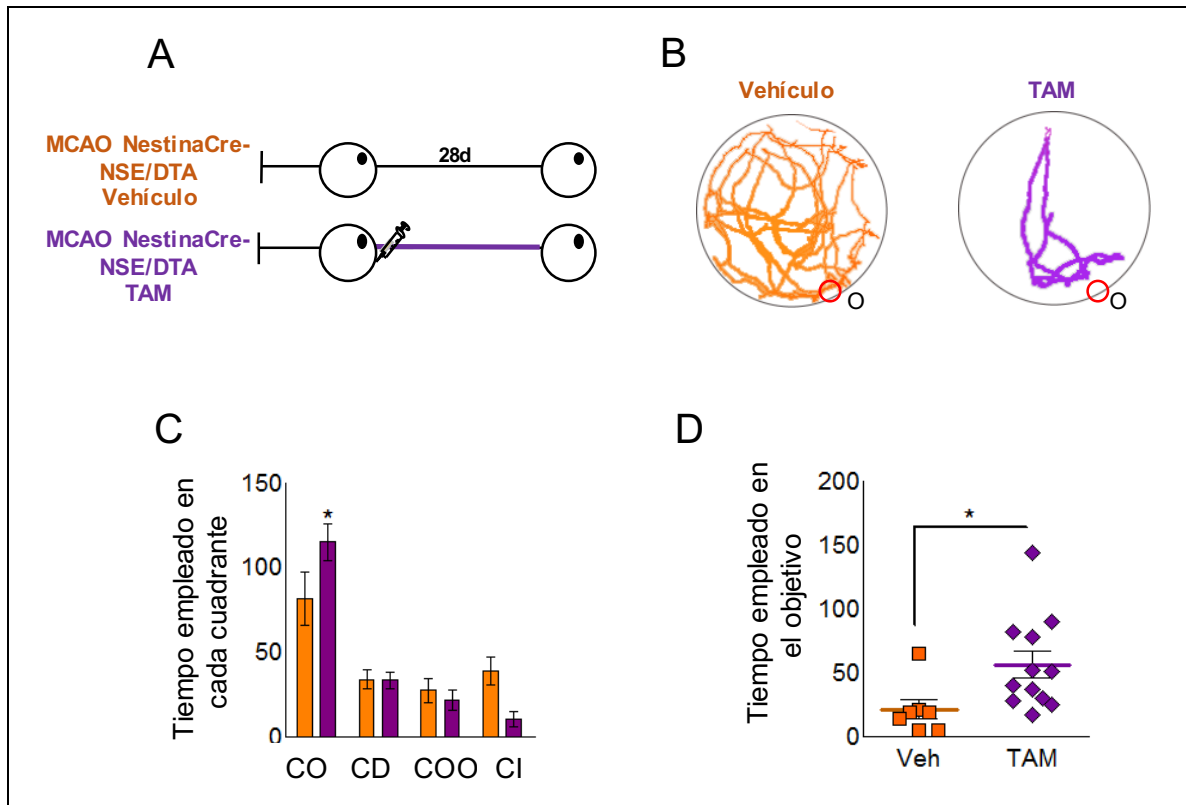 A
MCAO NestinaCre-
NSE/DTA
Vehículo
28d
MCAO NestinaCre-
NSE/DTA
TAM
B
Vehículo
TAM
O
O
C
Tiempo empleado en
cada cuadrante
150
100
50
0
*
CO
CD
COO
CI
D
Tiempo empleado en
el objetivo
200
150
100
50
0
*
Veh
TAM